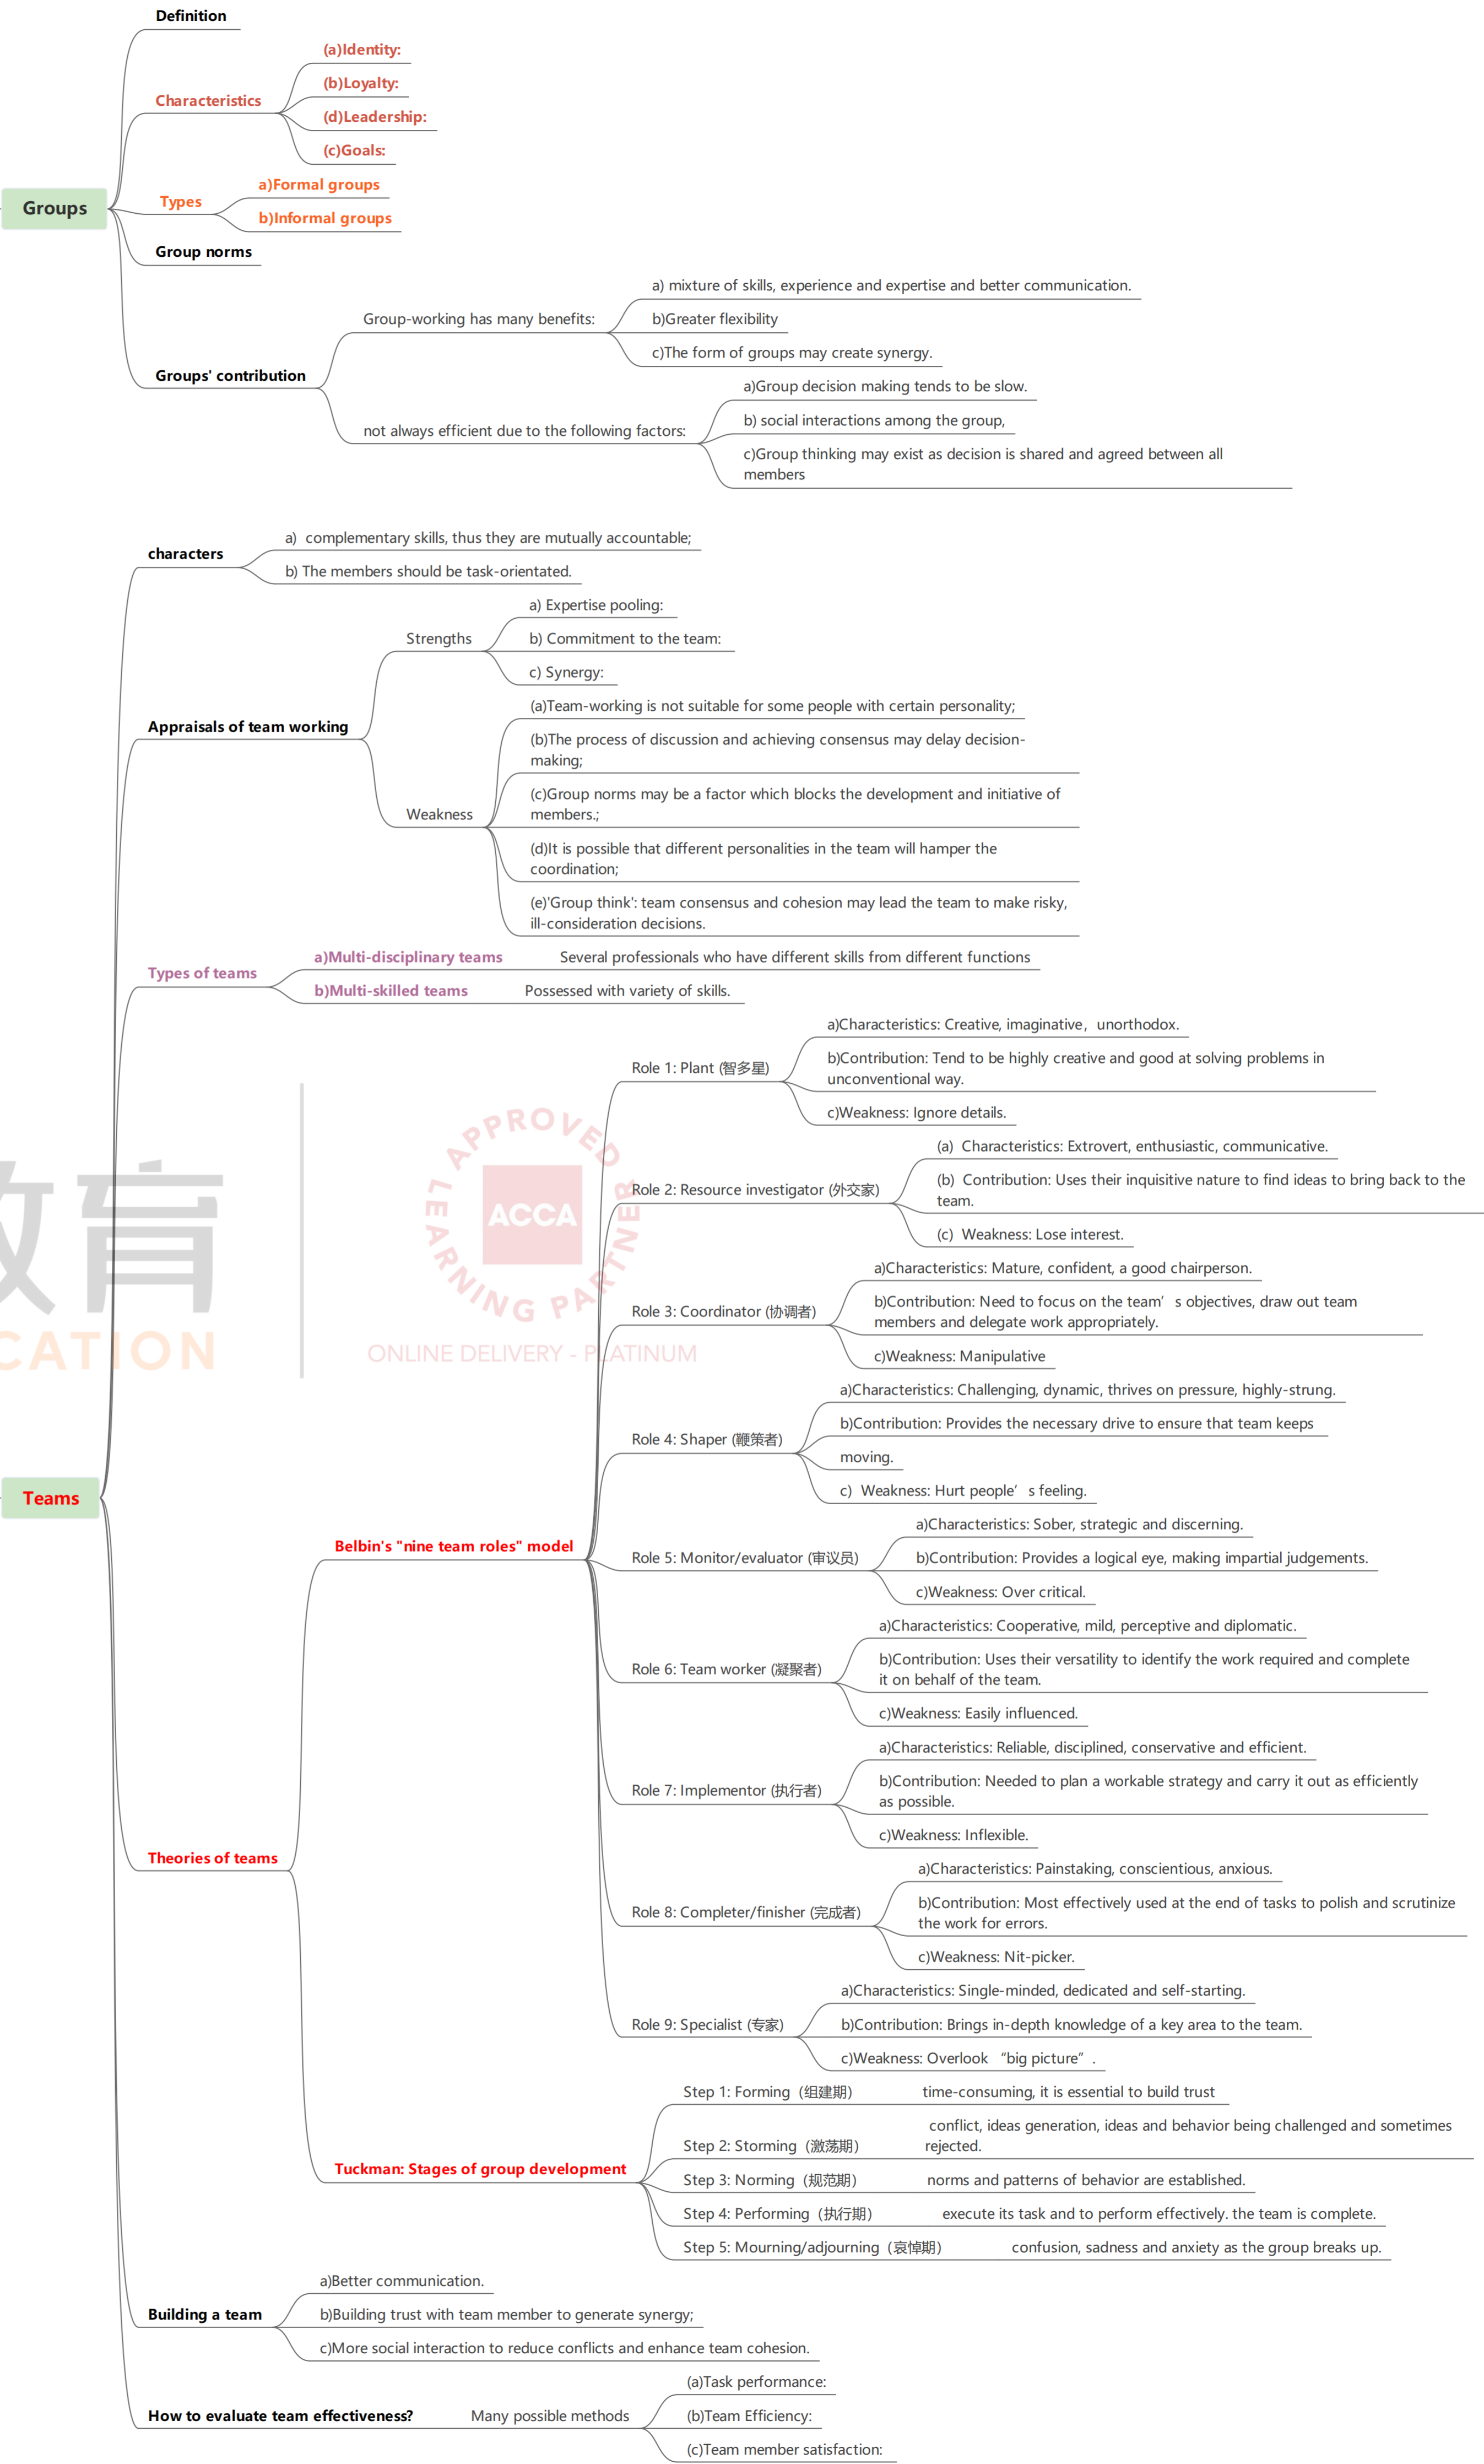 Groups
Definition
Characteristics
(a)Identity:
(b)Loyalty:
(d)Leadership:
(c)Goals:
Types
a)Formal groups
b)Informal groups
Group norms
Groups' contribution
Group-working has many benefits:
a) mixture of skills, experience and expertise and better communication.
b)Greater flexibility
c)The form of groups may create synergy.
not always efficient due to the following factors:
a)Group decision making tends to be slow.
b) social interactions among the group,
c)Group thinking may exist as decision is shared and agreed between all
members
Teams
characters
a)  complementary skills, thus they are mutually accountable;
b) The members should be task-orientated.
Appraisals of team working
Strengths
a) Expertise pooling:
b) Commitment to the team:
c) Synergy:
Weakness
(a)Team-working is not suitable for some people with certain personality;
(b)The process of discussion and achieving consensus may delay decision-
making;
(c)Group norms may be a factor which blocks the development and initiative of
members.;
(d)It is possible that different personalities in the team will hamper the
coordination;
(e)'Group think': team consensus and cohesion may lead the team to make risky,
ill-consideration decisions.
Types of teams
a)Multi-disciplinary teams
Several professionals who have different skills from different functions
b)Multi-skilled teams
Possessed with variety of skills.
Theories of teams
Belbin's "nine team roles" model
Role 1: Plant (智多星)
a)Characteristics: Creative, imaginative，unorthodox.
b)Contribution: Tend to be highly creative and good at solving problems in
unconventional way.
c)Weakness: Ignore details.
Role 2: Resource investigator (外交家)
(a)  Characteristics: Extrovert, enthusiastic, communicative.
(b)  Contribution: Uses their inquisitive nature to find ideas to bring back to the
team.
(c)  Weakness: Lose interest.
Role 3: Coordinator (协调者)
a)Characteristics: Mature, confident, a good chairperson.
b)Contribution: Need to focus on the team’s objectives, draw out team
members and delegate work appropriately.
c)Weakness: Manipulative
Role 4: Shaper (鞭策者)
a)Characteristics: Challenging, dynamic, thrives on pressure, highly-strung.
b)Contribution: Provides the necessary drive to ensure that team keeps
moving.
c)  Weakness: Hurt people’s feeling.
Role 5: Monitor/evaluator (审议员)
a)Characteristics: Sober, strategic and discerning.
b)Contribution: Provides a logical eye, making impartial judgements.
c)Weakness: Over critical.
Role 6: Team worker (凝聚者)
a)Characteristics: Cooperative, mild, perceptive and diplomatic.
b)Contribution: Uses their versatility to identify the work required and complete
it on behalf of the team.
c)Weakness: Easily influenced.
Role 7: Implementor (执行者)
a)Characteristics: Reliable, disciplined, conservative and efficient.
b)Contribution: Needed to plan a workable strategy and carry it out as efficiently
as possible.
c)Weakness: Inflexible.
Role 8: Completer/finisher (完成者)
a)Characteristics: Painstaking, conscientious, anxious.
b)Contribution: Most effectively used at the end of tasks to polish and scrutinize
the work for errors.
c)Weakness: Nit-picker.
Role 9: Specialist (专家)
a)Characteristics: Single-minded, dedicated and self-starting.
b)Contribution: Brings in-depth knowledge of a key area to the team.
c)Weakness: Overlook “big picture”.
Tuckman: Stages of group development
Step 1: Forming（组建期）
time-consuming, it is essential to build trust
Step 2: Storming（激荡期）
conflict, ideas generation, ideas and behavior being challenged and sometimes
rejected.
Step 3: Norming（规范期）
norms and patterns of behavior are established.
Step 4: Performing（执行期）
execute its task and to perform effectively. the team is complete.
Step 5: Mourning/adjourning（哀悼期）
confusion, sadness and anxiety as the group breaks up.
Building a team
a)Better communication.
b)Building trust with team member to generate synergy;
c)More social interaction to reduce conflicts and enhance team cohesion.
How to evaluate team effectiveness?
Many possible methods
(a)Task performance:
(b)Team Efficiency:
(c)Team member satisfaction:
教育
CATION
APPROVED
LEARNING PARTNER
ACCA
ONLINE DELIVERY - PLATINUM